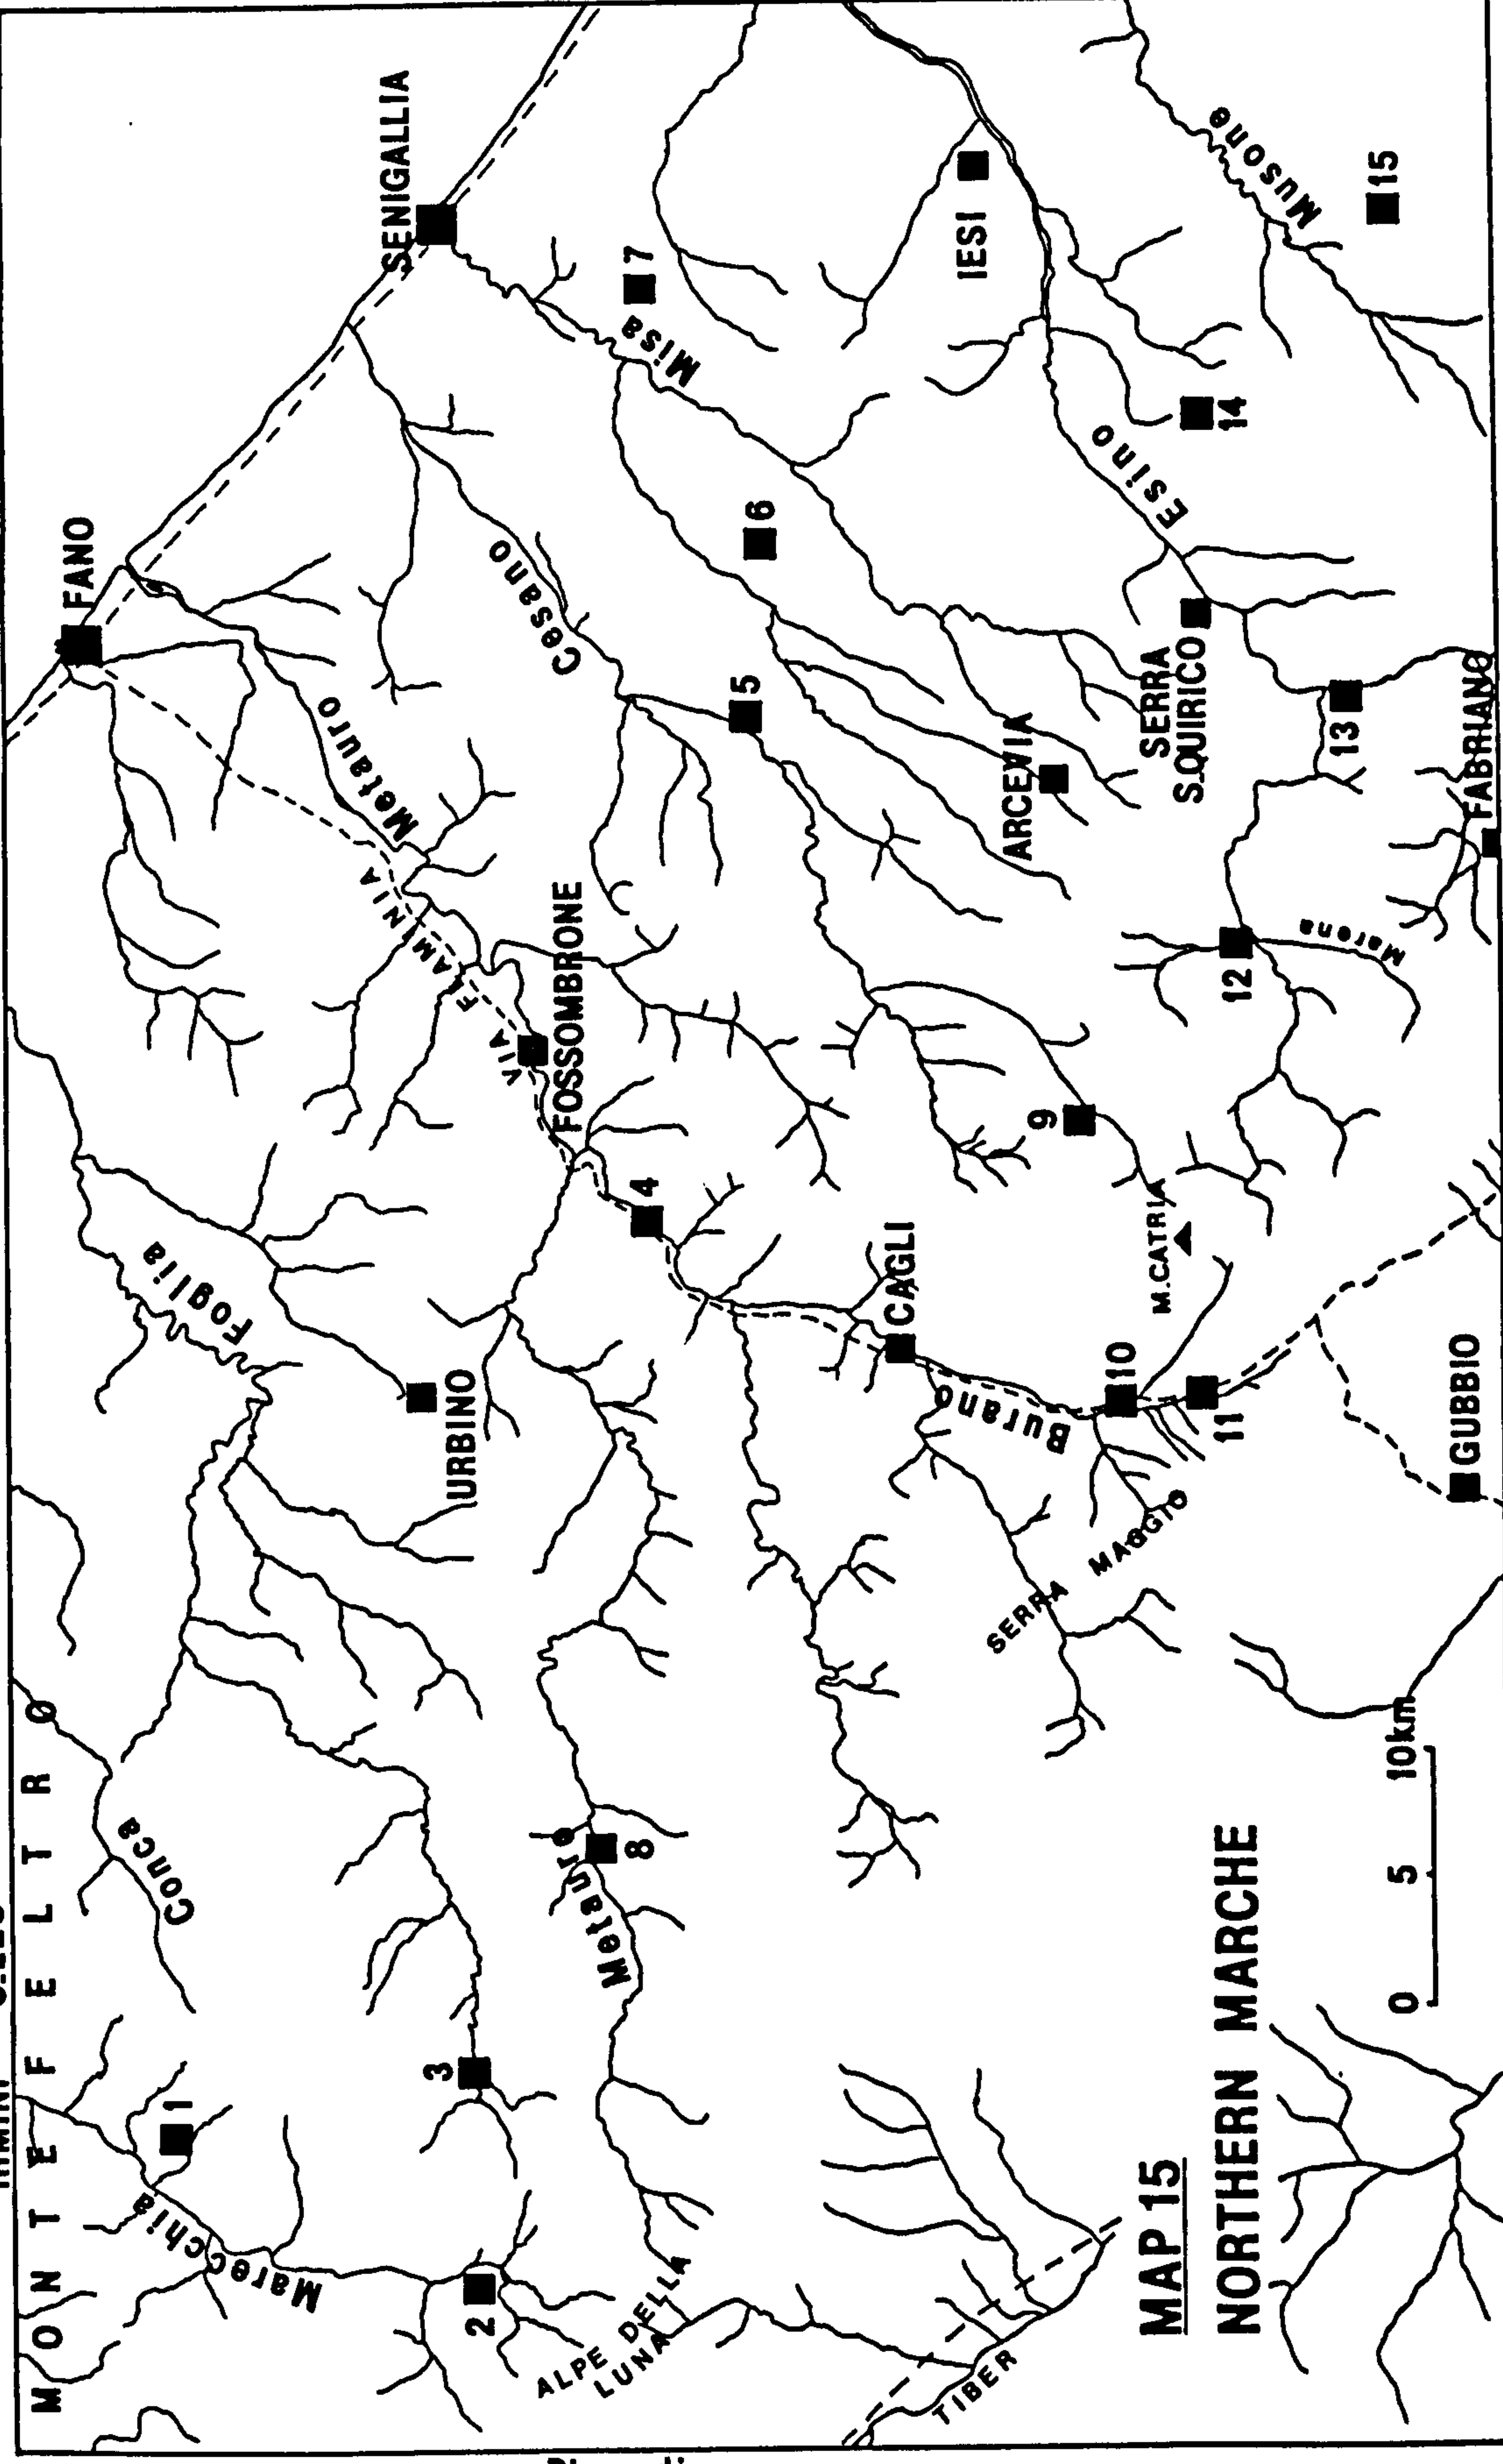 MONTEFELTRO
Conca
Foglia
FANO
SENIGALLIA
Marecchia
1
Metauro
VIA FLAMINIA
3
URBINO
FOSSOMBRONE
Cesano
Misa
7
2
ALPE DELLA
LUNA
Metauro
8
4
5
6
CAGLI
IESI
TIBER
Burano
9
ARCEVIA
Esino
Musone
SERRA MAGGIO
10
M.CATRIA
SERRA
S.QUIRICO
14
11
12
Marena
13
15
GUBBIO
FABRIANO
MAP 15
NORTHERN MARCHE
0 5 10km